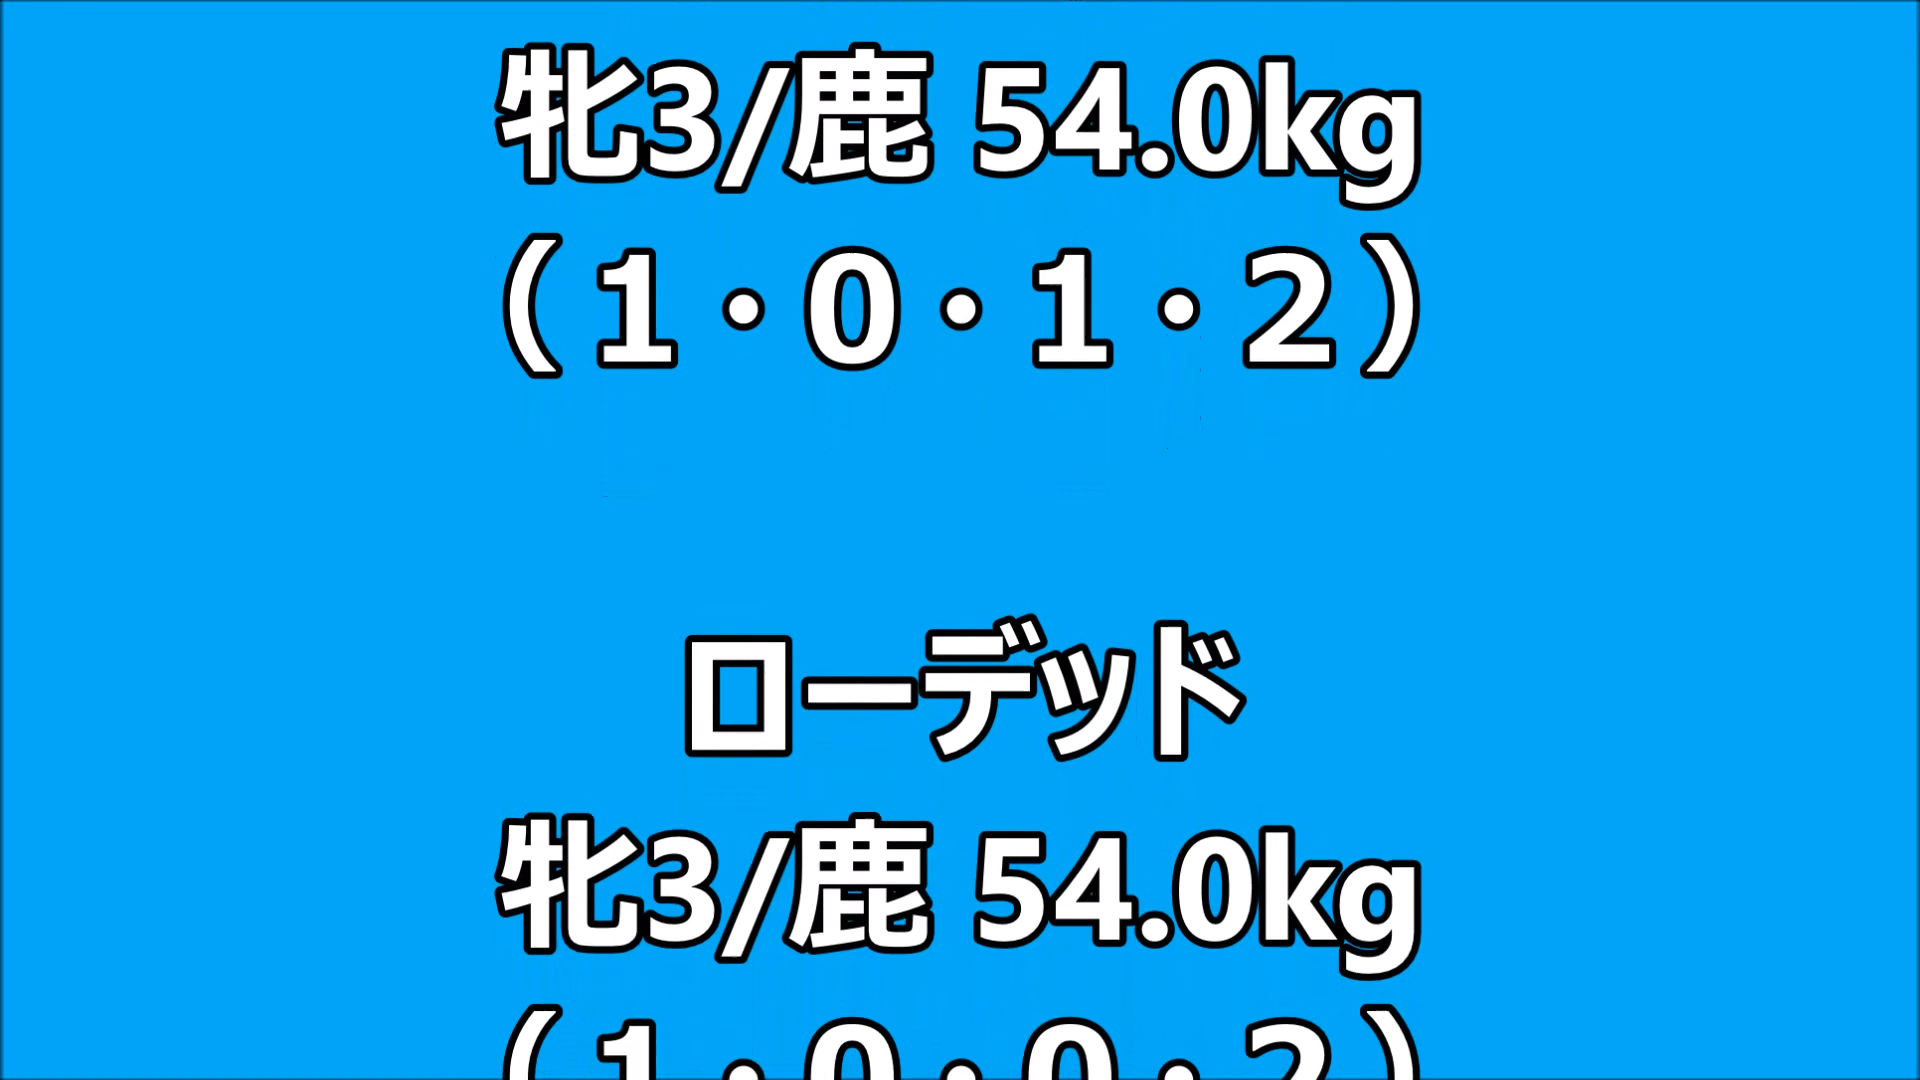 牝3/鹿 54.0kg
（1・0・1・2）
ローデッド
牝3/鹿 54.0kg
（1・0・0・2）